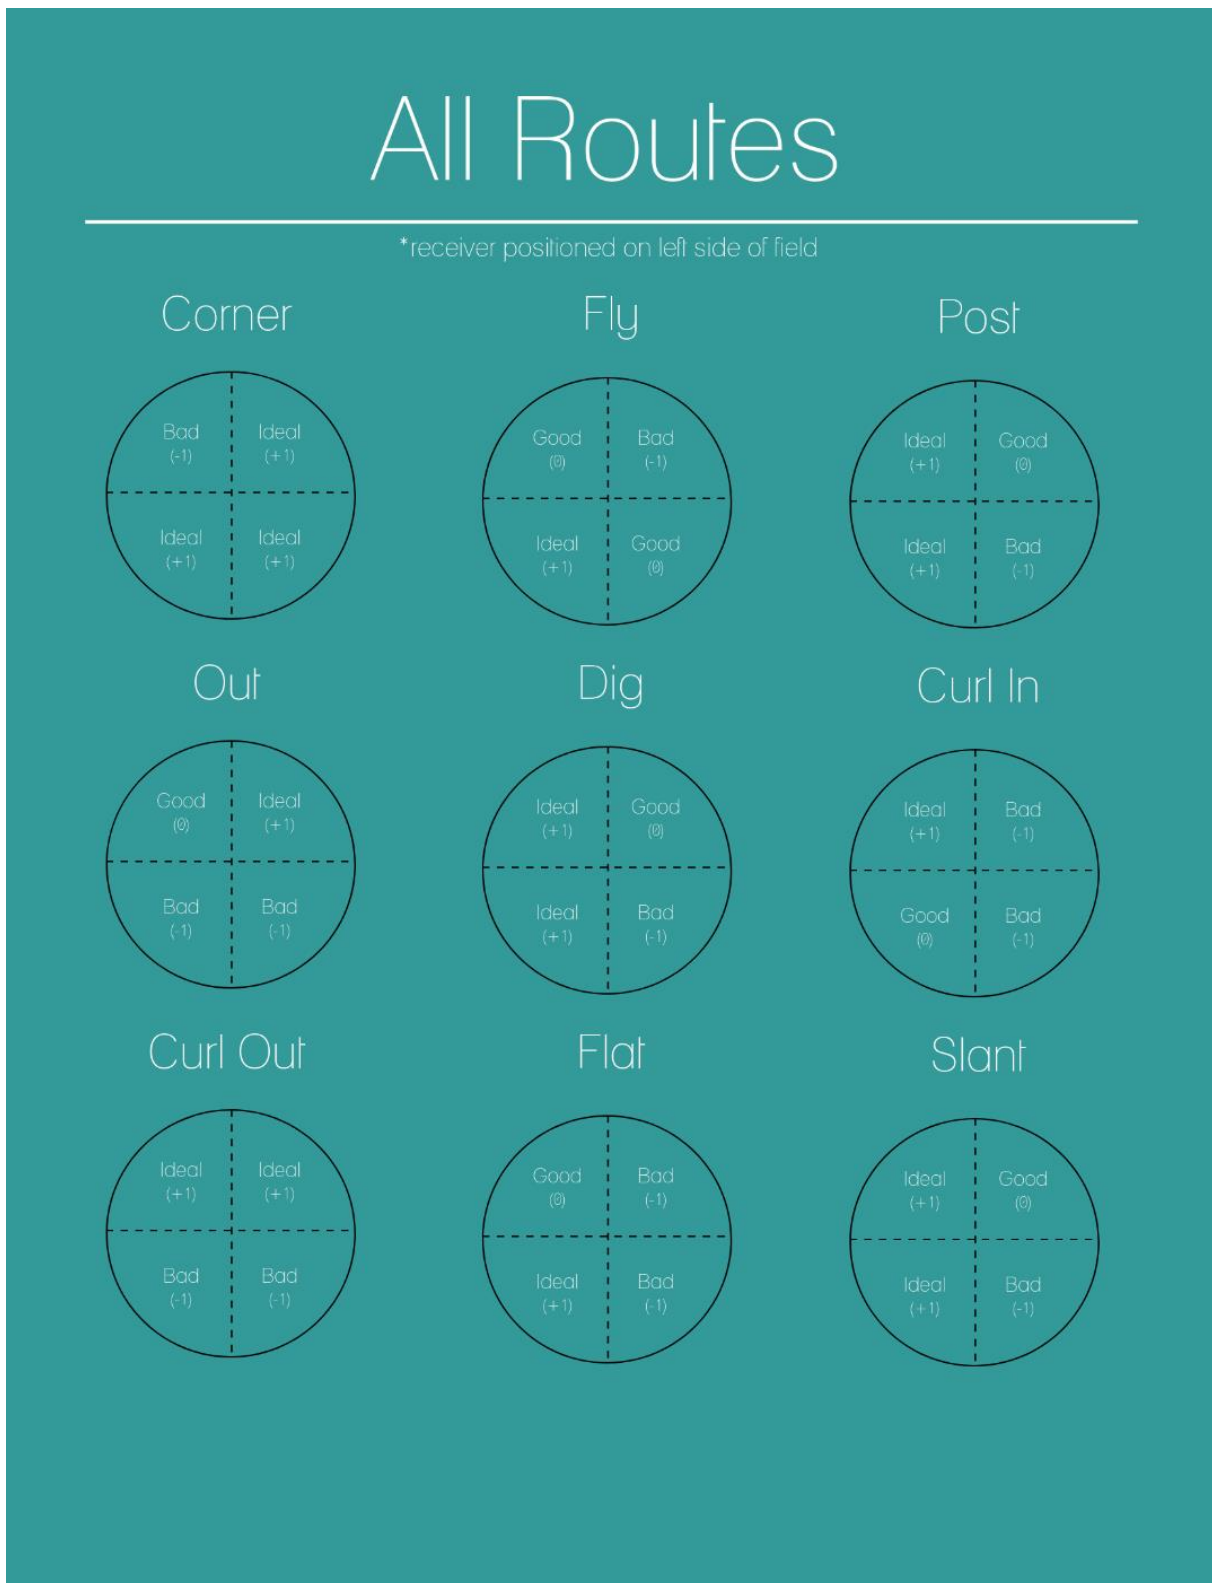 All Routes
*receiver positioned on left side of field
Corner
Bad
(-1)
Ideal
(+1)
Ideal
(+1)
Ideal
(+1)
Fly
Good
(0)
Bad
(-1)
Ideal
(+1)
Good
(0)
Post
Ideal
(+1)
Good
(0)
Ideal
(+1)
Bad
(-1)
Out
Good
(0)
Ideal
(+1)
Bad
(-1)
Bad
(-1)
Dig
Ideal
(+1)
Good
(0)
Ideal
(+1)
Bad
(-1)
Curl In
Ideal
(+1)
Bad
(-1)
Good
(0)
Bad
(-1)
Curl Out
Ideal
(+1)
Ideal
(+1)
Bad
(-1)
Bad
(-1)
Flat
Good
(0)
Bad
(-1)
Ideal
(+1)
Bad
(-1)
Slant
Ideal
(+1)
Good
(0)
Ideal
(+1)
Bad
(-1)